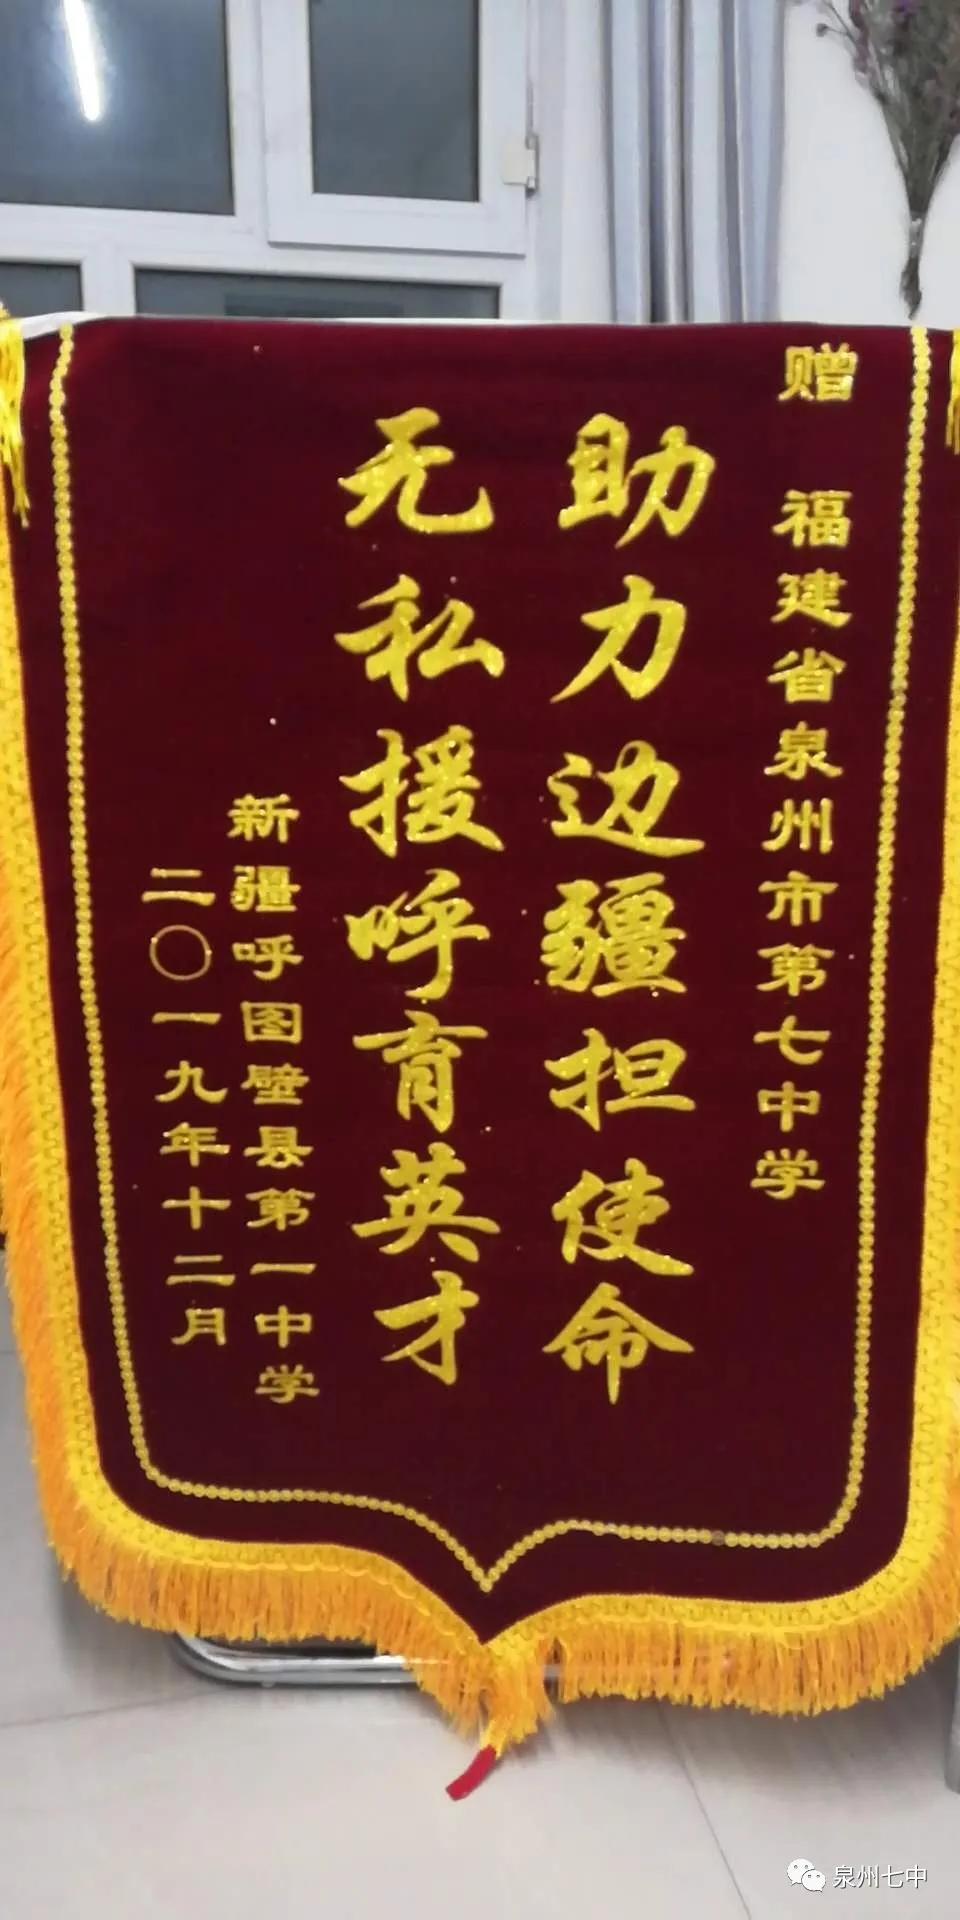 赠 福建省泉州市第七中学
助力边疆担使命
无私援呼育英才
新疆呼图壁县第一中学
二〇一九年十二月
泉州七中